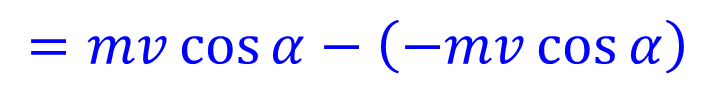 = mv cos α − (−mv cos α)